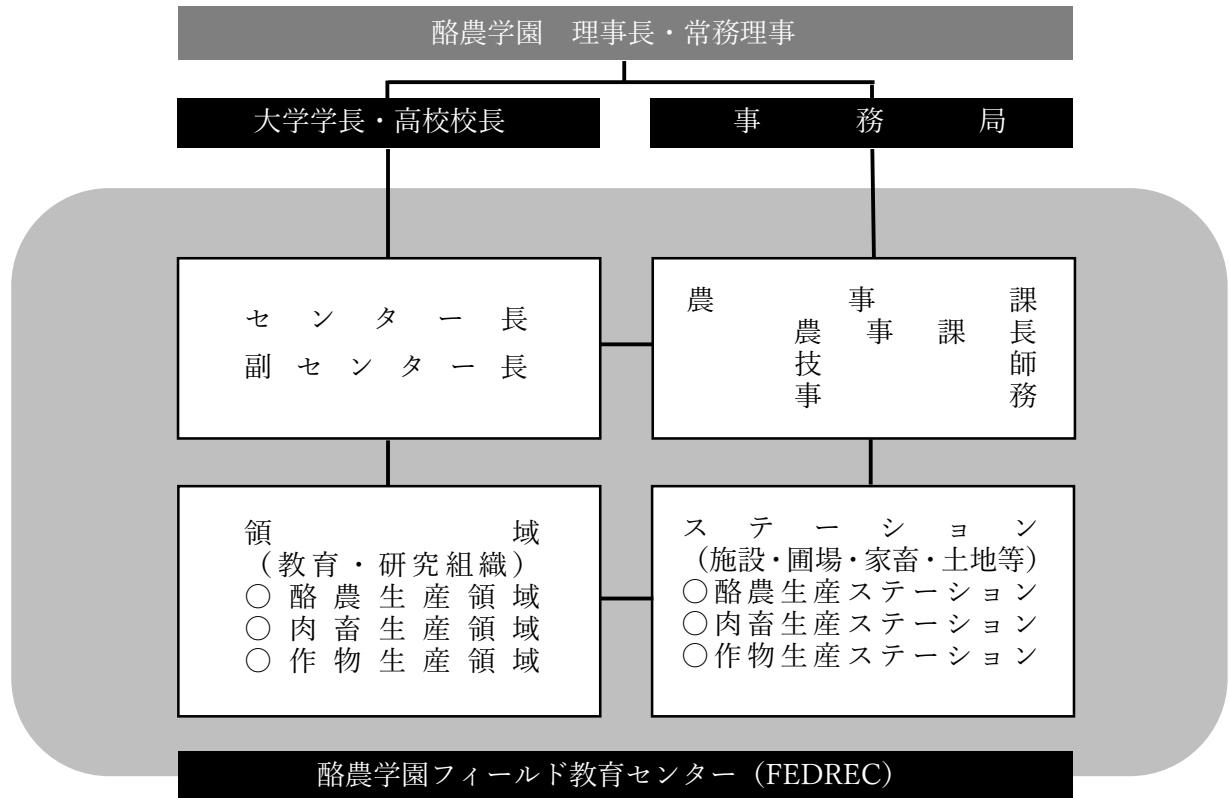 酪農学園　理事長・常務理事
大学学長・高校校長
事務局
センター長
副センター長
農事課
農事課長
技師
事務
領域
（教育・研究組織）
○酪農生産領域
○肉畜生産領域
○作物生産領域
ステーション
（施設・圃場・家畜・土地等）
○酪農生産ステーション
○肉畜生産ステーション
○作物生産ステーション
酪農学園フィールド教育センター（FEDREC）